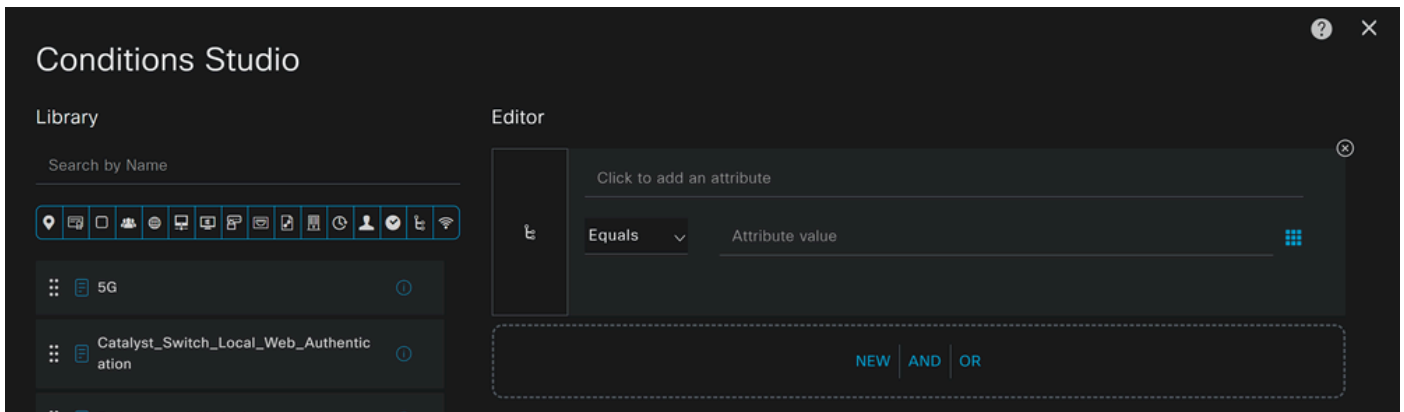 Conditions Studio
Library
Search by Name
5G
Catalyst_Switch_Local_Web_Authentic
ation
Editor
Click to add an attribute
Equals
Attribute value
NEW AND OR